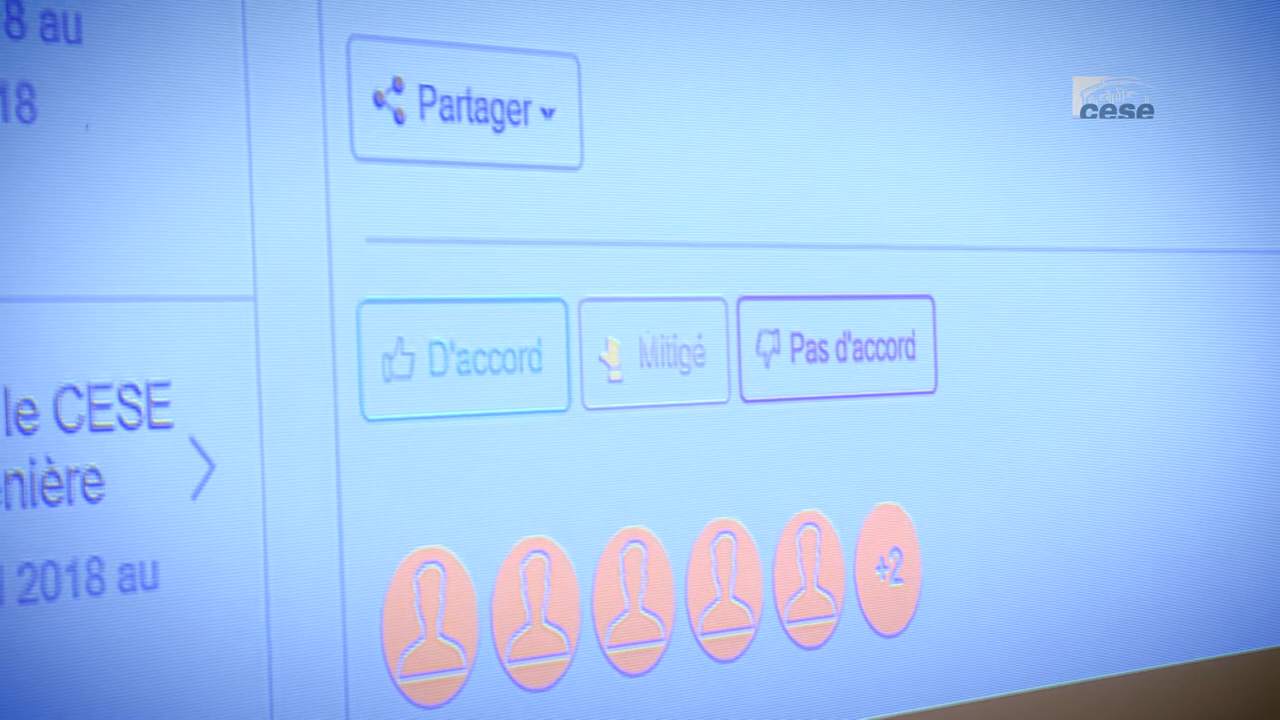 8 au
18
Partager
cese
D'accord
Mitigé
Pas d'accord
le CESE
nière
2018 au
+2